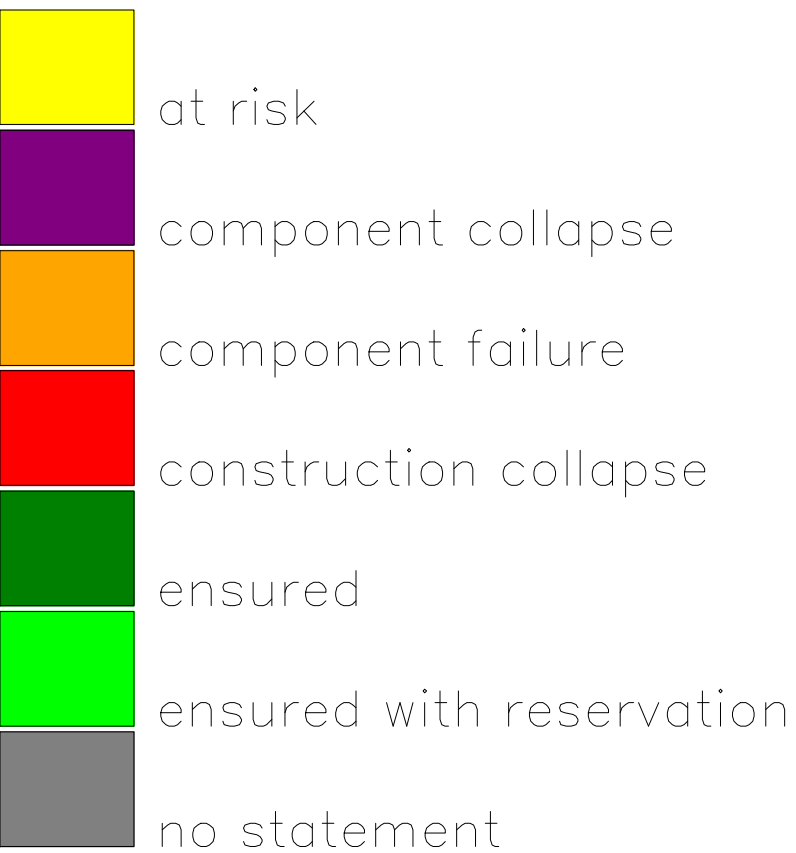 at risk
component collapse
component failure
construction collapse
ensured
ensured with reservation
no statement